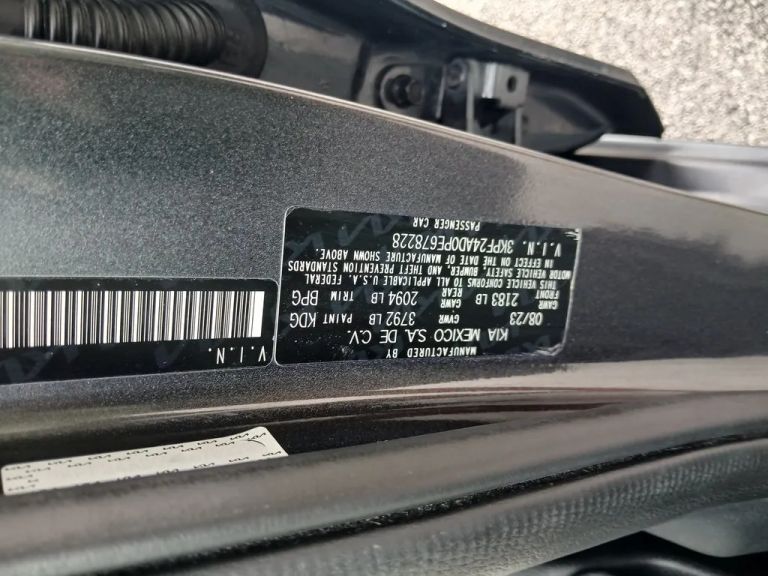 MANUFACTURED BY
KIA MEXICO S.A. DE C.V.
08/23 GVWR 3792 LB PAINT KDG
GAWR FRONT 2183 LB GAWR REAR 2094 LB TRIM BPG
THIS VEHICLE CONFORMS TO ALL APPLICABLE U.S.A. FEDERAL
MOTOR VEHICLE SAFETY, BUMPER, AND THEFT PREVENTION STANDARDS
IN EFFECT ON THE DATE OF MANUFACTURE SHOWN ABOVE.
V.I.N. 3KPF24AD0PE678228
PASSENGER CAR
V.I.N.